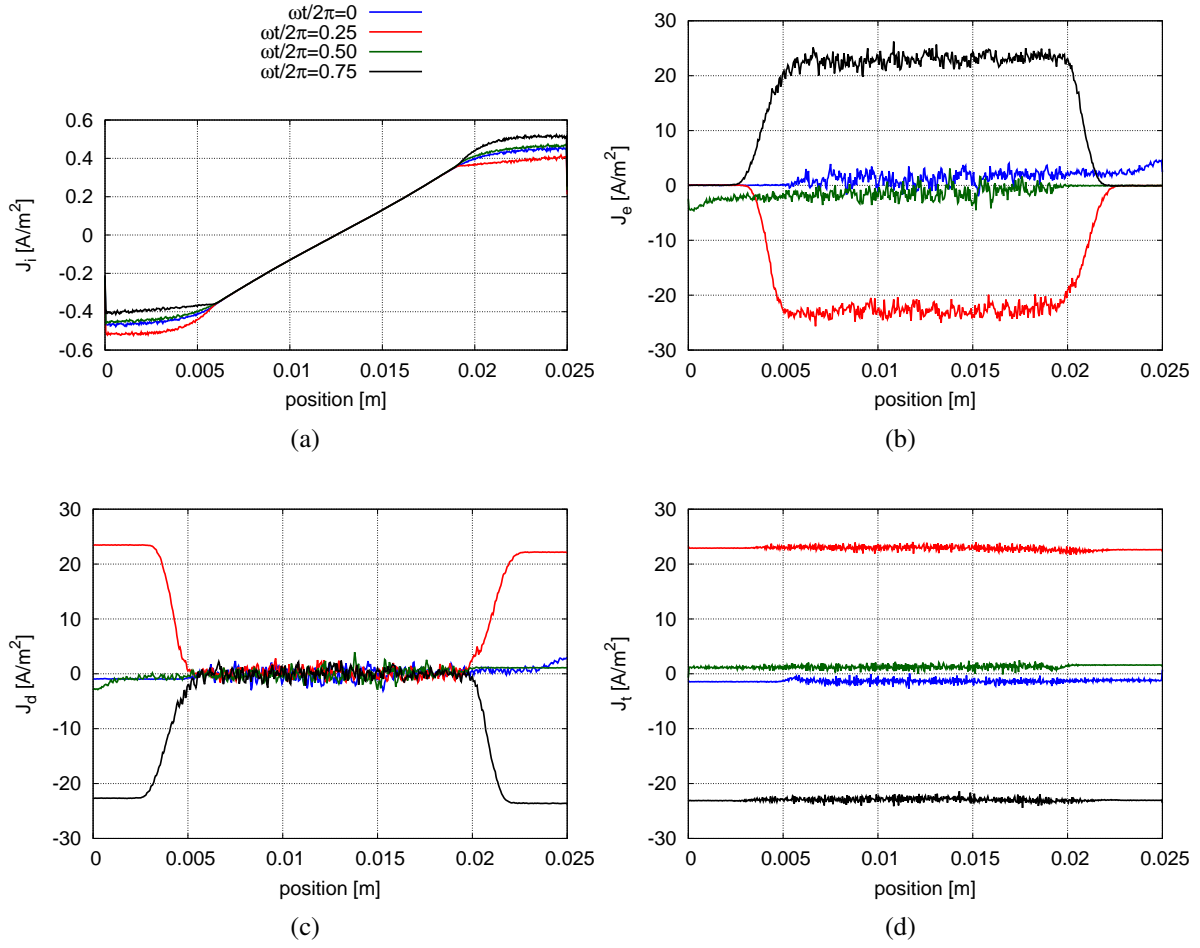 ωt/2π=0
ωt/2π=0.25
ωt/2π=0.50
ωt/2π=0.75
0.6
0.4
0.2
0
-0.2
-0.4
-0.6
J_i [A/m^2]
0 0.005 0.01 0.015 0.02 0.025
position [m]
(a)
30
20
10
0
-10
-20
-30
J_e [A/m^2]
0 0.005 0.01 0.015 0.02 0.025
position [m]
(b)
30
20
10
0
-10
-20
-30
J_d [A/m^2]
0 0.005 0.01 0.015 0.02 0.025
position [m]
(c)
30
20
10
0
-10
-20
-30
J_t [A/m^2]
0 0.005 0.01 0.015 0.02 0.025
position [m]
(d)